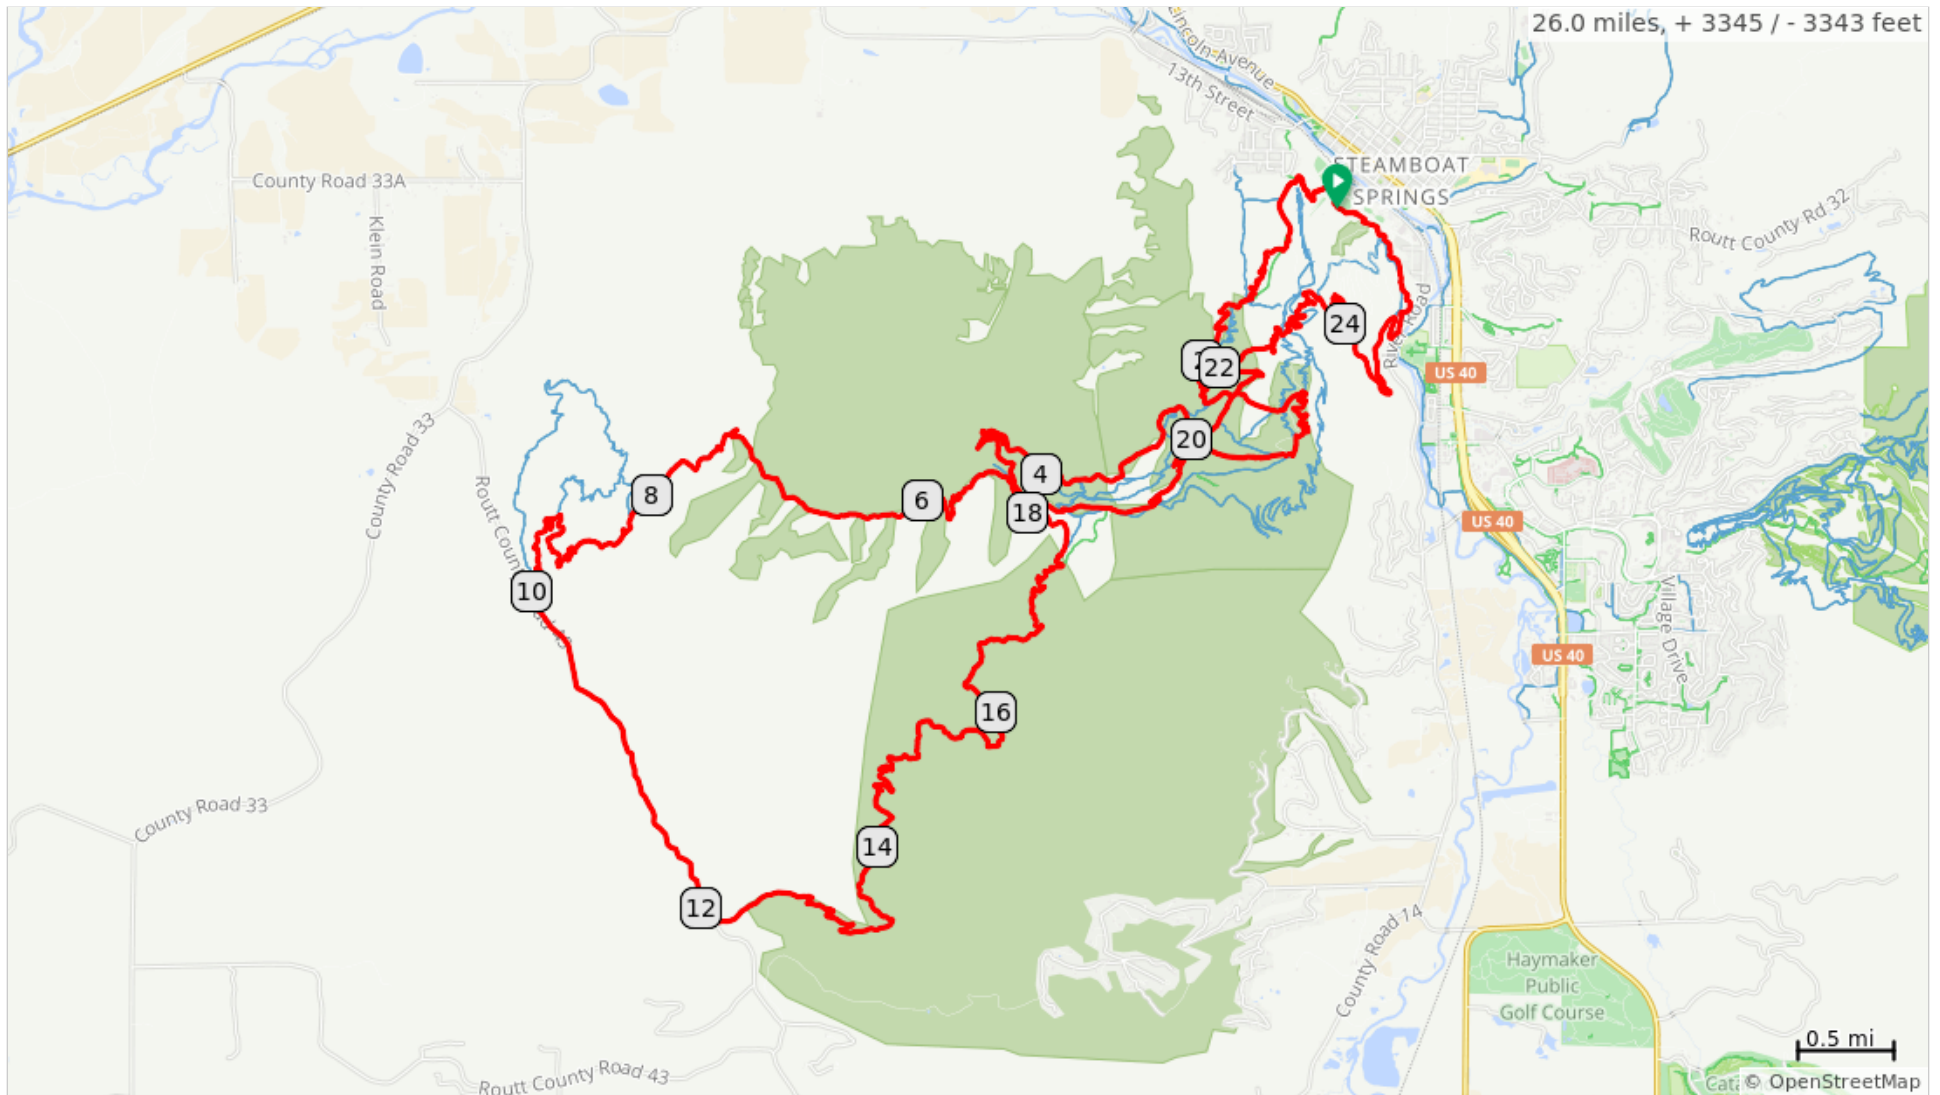 26.0 miles, + 3345 / - 3343 feet
Lincoln Avenue
13th Street
STEAMBOAT
SPRINGS
County Road 33A
Klein Road
Routt County Rd 32
River Road
24
22
US 40
20
4
County Road 33
8
6
18
US 40
10
Village Drive
US 40
16
County Road 33
14
12
County Road 14
Haymaker
Public
Golf Course
0.5 mi
Routt County Road 43
© OpenStreetMap